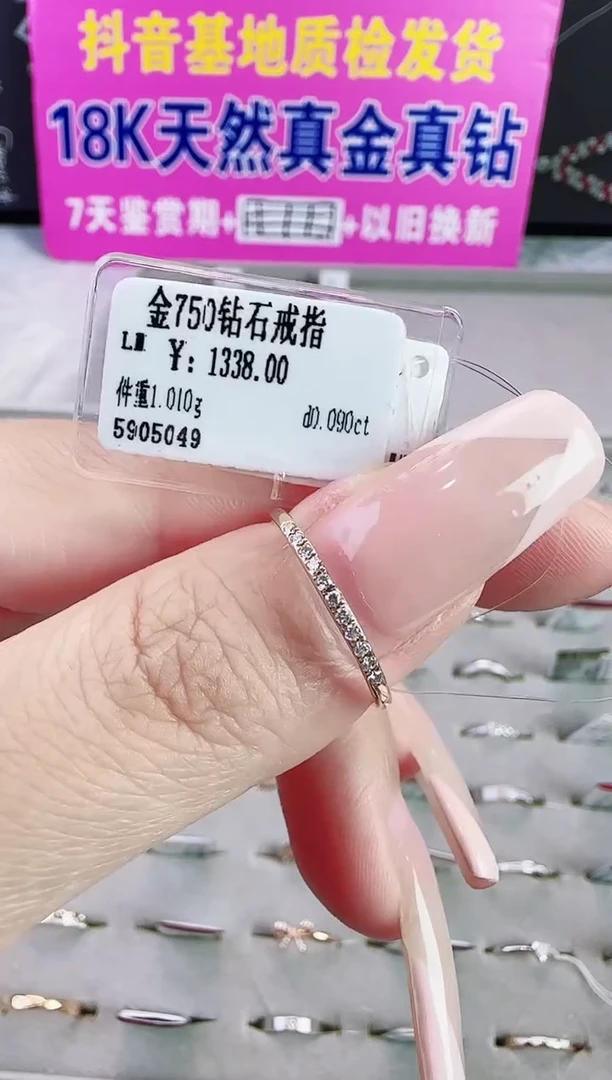 抖音基地质检发货
18K天然真金真钻
7天鉴赏期+
+以旧换新
金750钻石戒指
¥: 1338.00
件重1.010g
d0.090ct
5905049